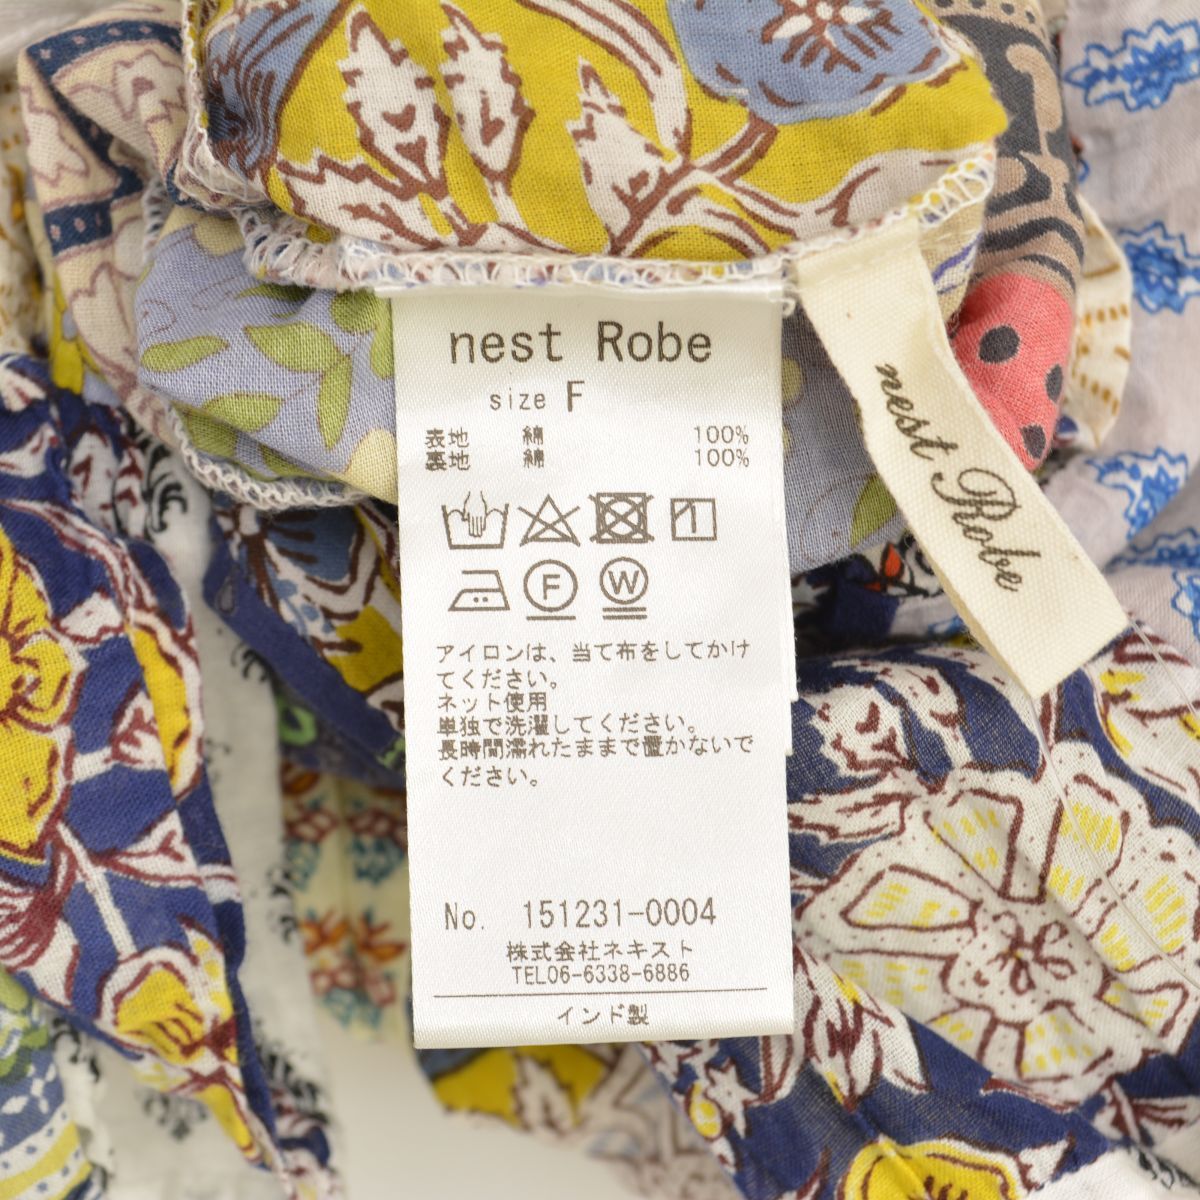 nest Robe
size F
表地 綿 100%
裏地 綿 100%
F W
アイロンは、当て布をしてかけ
てください。
ネット使用
単独で洗濯してください。
長時間濡れたままで置かないで
ください。
No. 151231-0004
株式会社ネキスト
TEL06-6338-6886
インド製
nest Robe